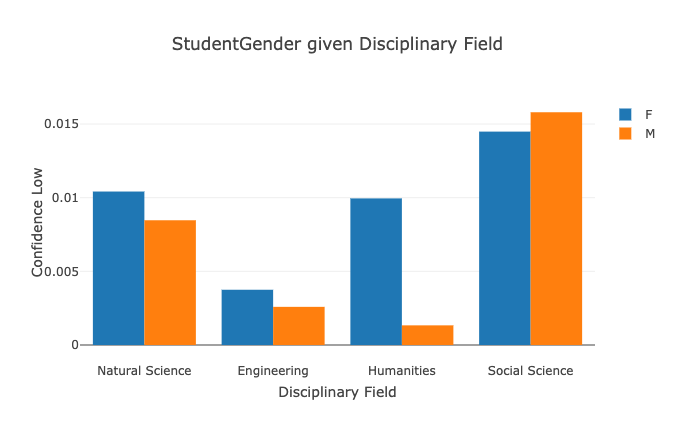 StudentGender given Disciplinary Field
F
M
Confidence Low
0.015
0.01
0.005
0
Natural Science
Engineering
Humanities
Social Science
Disciplinary Field